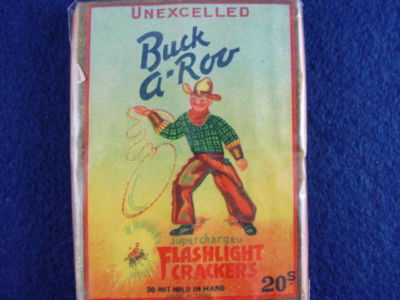 UNEXCELLED
Buck
a-Roo
Supercharged
FLASHLIGHT
CRACKERS
20s
DO NOT HOLD IN HAND